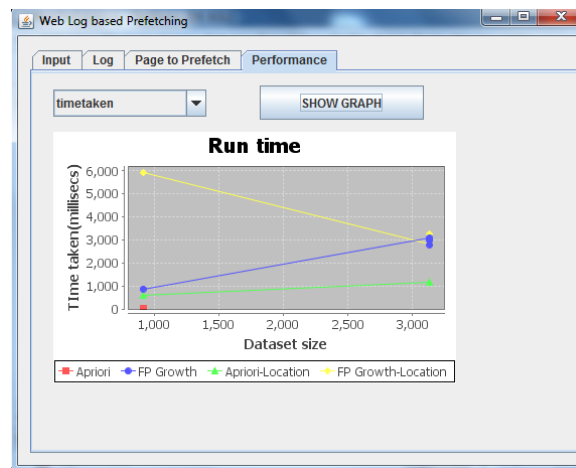 Web Log based Prefetching
Input Log Page to Prefetch Performance
timetaken SHOW GRAPH
Run time
TIme taken(millisecs)
6,000
5,000
4,000
3,000
2,000
1,000
0
1,000 1,500 2,000 2,500 3,000
Dataset size
Apriori FP Growth Apriori-Location FP Growth-Location